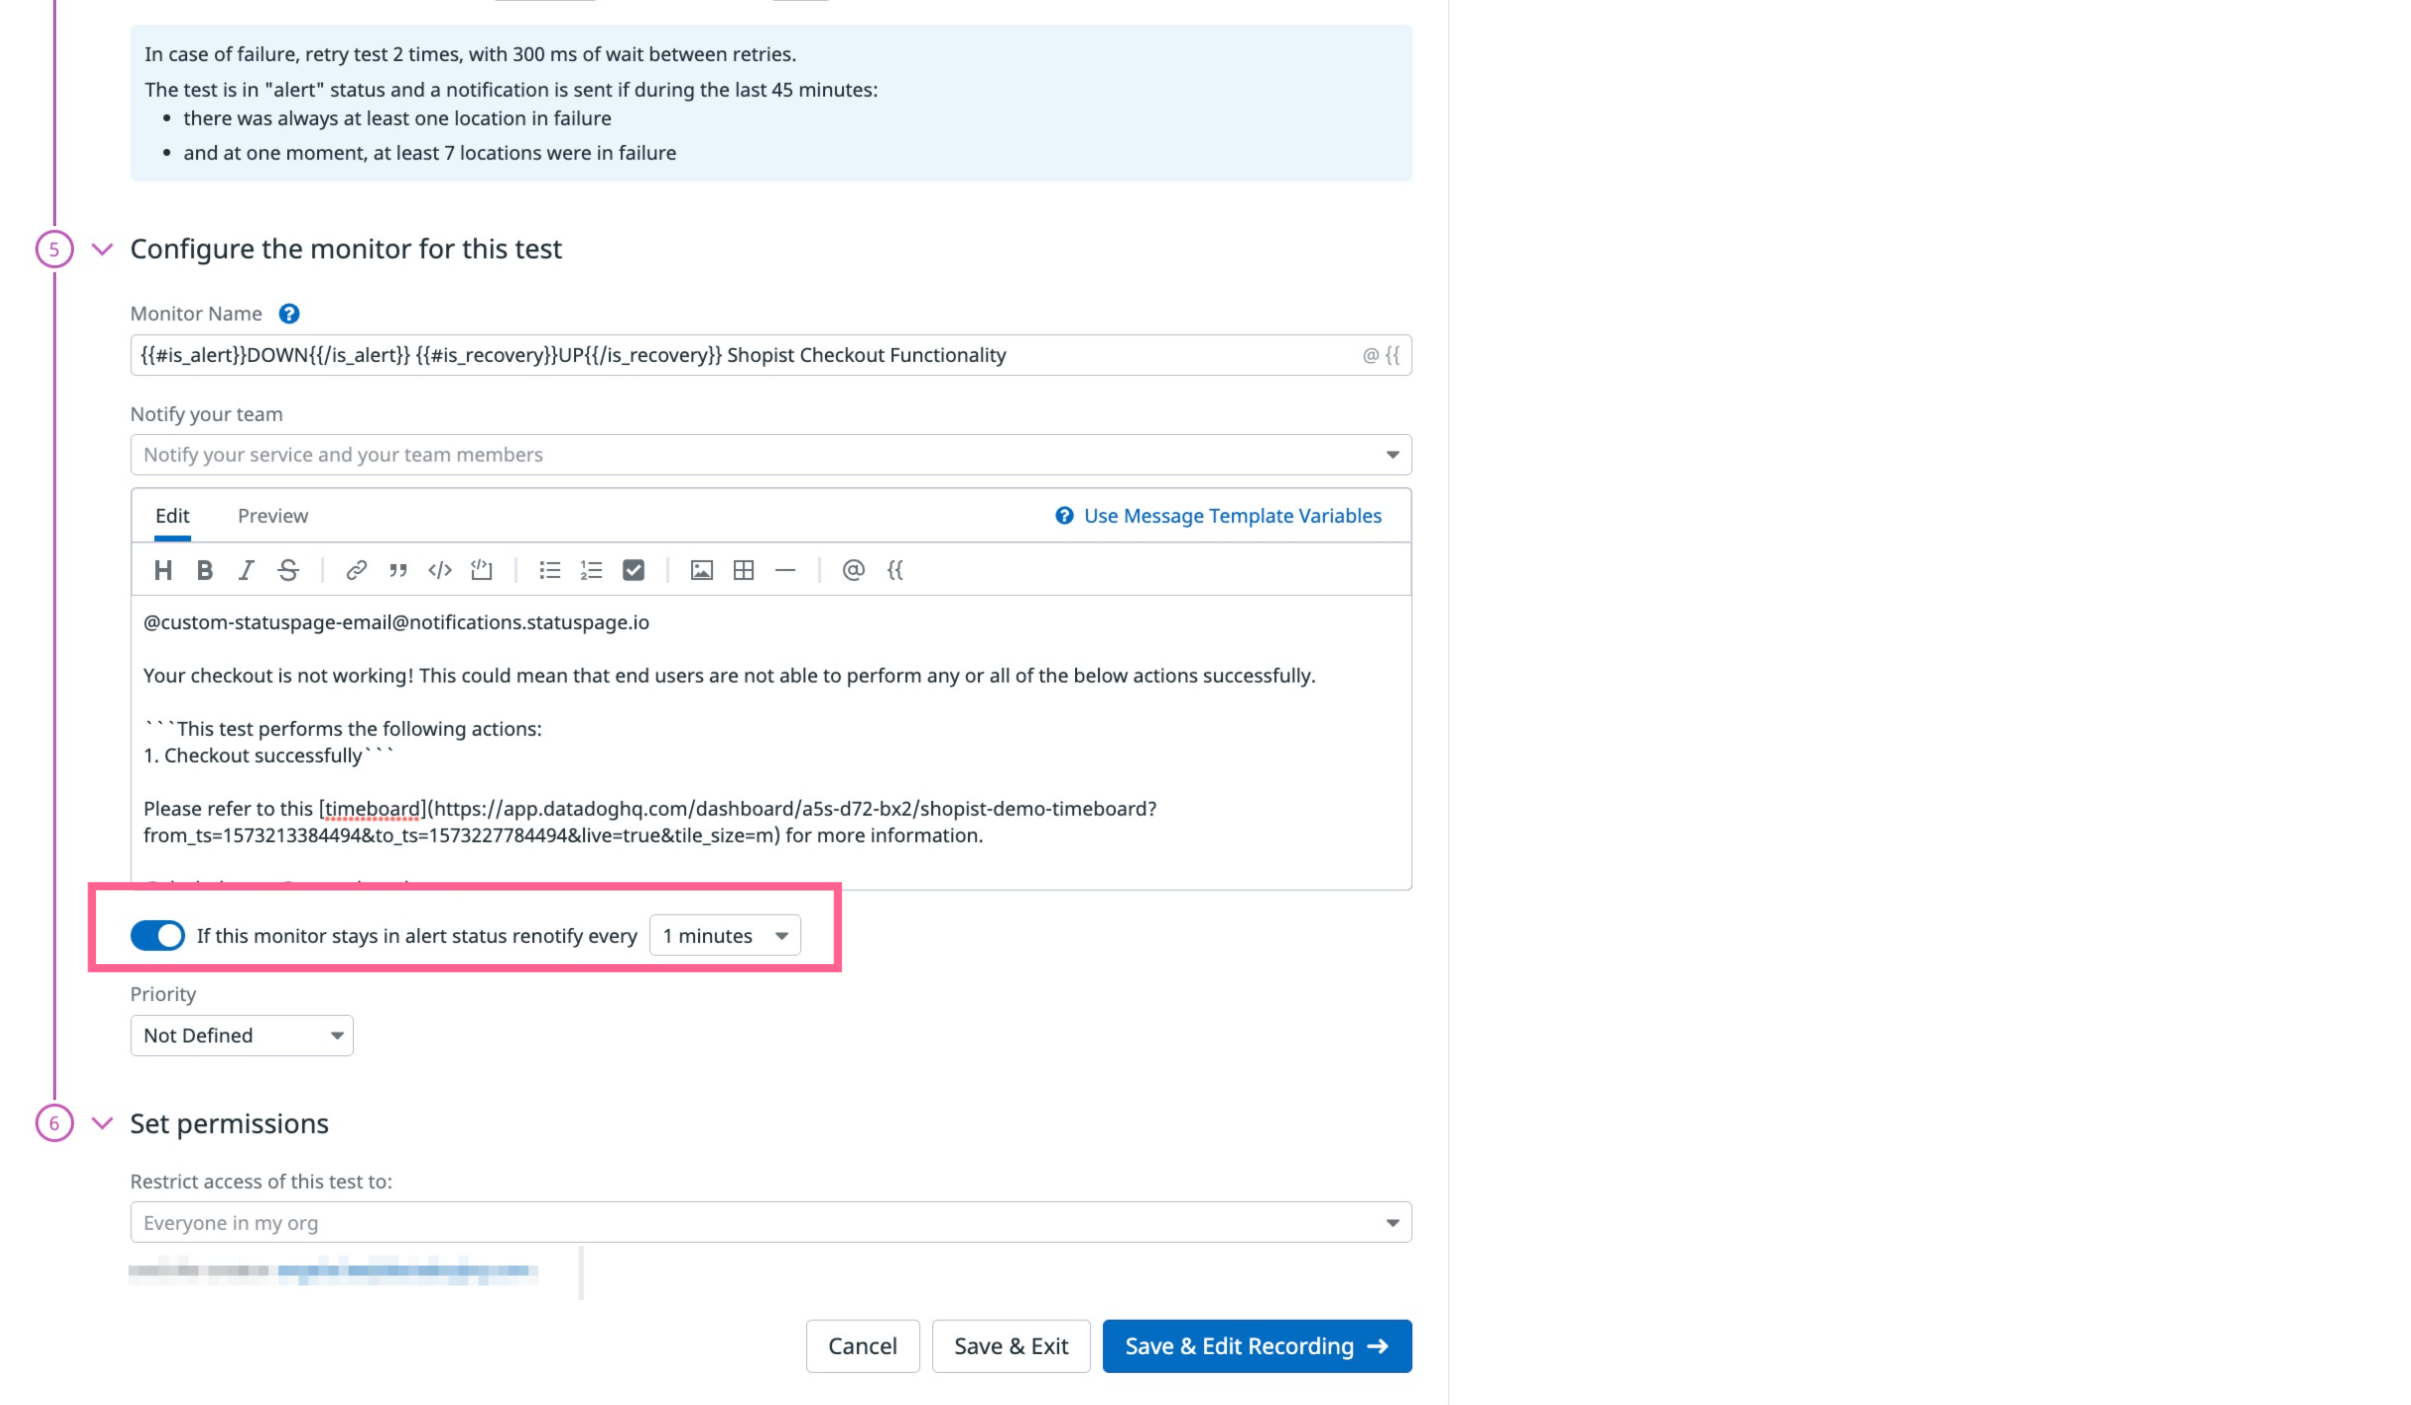 In case of failure, retry test 2 times, with 300 ms of wait between retries.
The test is in "alert" status and a notification is sent if during the last 45 minutes:
• there was always at least one location in failure
• and at one moment, at least 7 locations were in failure
5 Configure the monitor for this test
Monitor Name ?
{{#is_alert}}DOWN{{/is_alert}} {{#is_recovery}}UP{{/is_recovery}} Shopist Checkout Functionality @ {{
Notify your team
Notify your service and your team members
Edit Preview ? Use Message Template Variables
H B I S @ {{
@custom-statuspage-email@notifications.statuspage.io
Your checkout is not working! This could mean that end users are not able to perform any or all of the below actions successfully.
```This test performs the following actions:
1. Checkout successfully```
Please refer to this [timeboard](https://app.datadoghq.com/dashboard/a5s-d72-bx2/shopist-demo-timeboard?
from_ts=1573213384494&to_ts=1573227784494&live=true&tile_size=m) for more information.
If this monitor stays in alert status renotify every 1 minutes
Priority
Not Defined
6 Set permissions
Restrict access of this test to:
Everyone in my org
Cancel Save & Exit Save & Edit Recording →